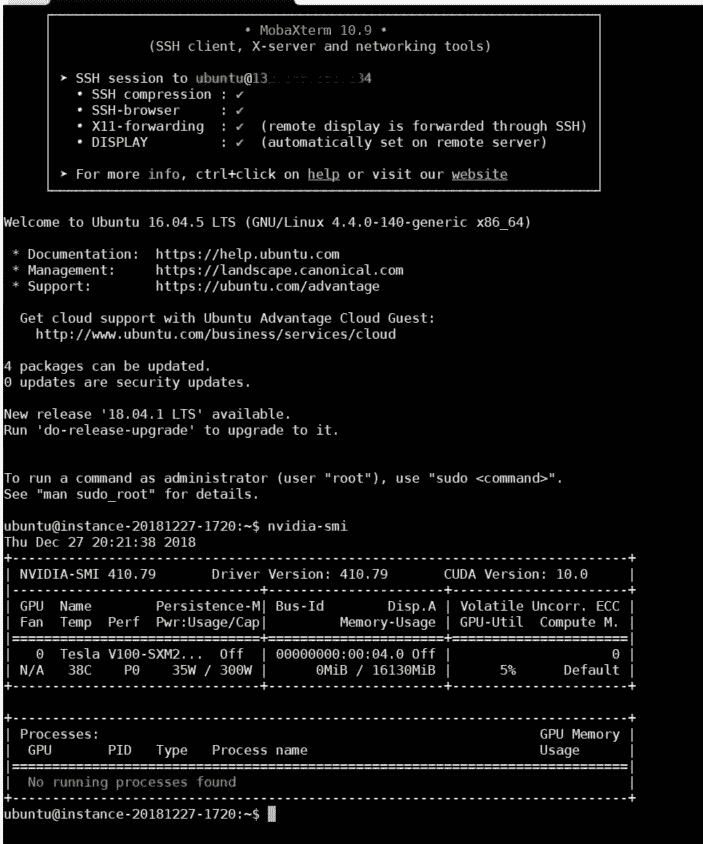 • MobaXterm 10.9 •
(SSH client, X-server and networking tools)
➤ SSH session to ubuntu@13 34
• SSH compression : ✔
• SSH-browser     : ✔
• X11-forwarding  : ✔  (remote display is forwarded through SSH)
• DISPLAY         : ✔  (automatically set on remote server)
➤ For more info, ctrl+click on help or visit our website
Welcome to Ubuntu 16.04.5 LTS (GNU/Linux 4.4.0-140-generic x86_64)
* Documentation:  https://help.ubuntu.com
* Management:     https://landscape.canonical.com
* Support:        https://ubuntu.com/advantage
Get cloud support with Ubuntu Advantage Cloud Guest:
http://www.ubuntu.com/business/services/cloud
4 packages can be updated.
0 updates are security updates.
New release '18.04.1 LTS' available.
Run 'do-release-upgrade' to upgrade to it.
To run a command as administrator (user "root"), use "sudo <command>".
See "man sudo_root" for details.
ubuntu@instance-20181227-1720:~$ nvidia-smi
Thu Dec 27 20:21:38 2018
| NVIDIA-SMI 410.79       Driver Version: 410.79       CUDA Version: 10.0     |
| GPU  Name        Persistence-M| Bus-Id        Disp.A | Volatile Uncorr. ECC |
| Fan  Temp  Perf  Pwr:Usage/Cap|         Memory-Usage | GPU-Util  Compute M. |
|   0  Tesla V100-SXM2...  Off  | 00000000:00:04.0 Off |                    0 |
| N/A   38C    P0    35W / 300W |      0MiB / 16130MiB |      5%      Default |
| Processes:                                                       GPU Memory |
|  GPU       PID   Type   Process name                             Usage      |
|  No running processes found                                                 |
ubuntu@instance-20181227-1720:~$